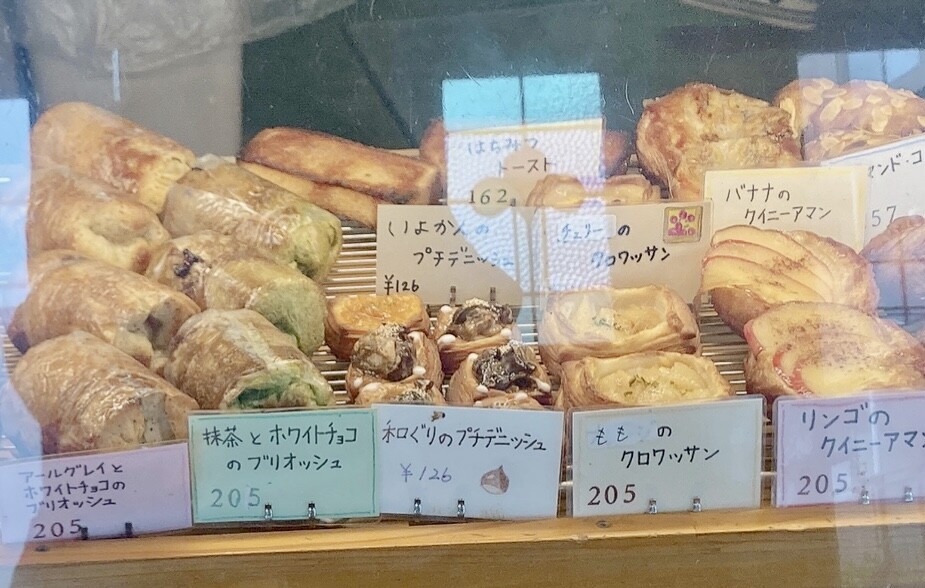 はちみつ
トースト
162
いよかんの
プチデニッシュ
¥126
チェリーの
クロワッサン
バナナの
クイニーアマン
57
アールグレイと
ホワイトチョコの
ブリオッシュ
205
抹茶とホワイトチョコ
のブリオッシュ
205
和ぐりのプチデニッシュ
¥126
ももの
クロワッサン
205
リンゴの
クイニーアマン
205